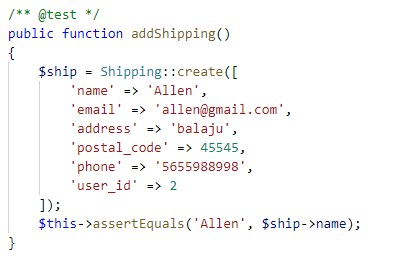 /** @test */
public function addShipping()
{
    $ship = Shipping::create([
        'name' => 'Allen',
        'email' => 'allen@gmail.com',
        'address' => 'balaju',
        'postal_code' => 45545,
        'phone' => '5655988998',
        'user_id' => 2
    ]);
    $this->assertEquals('Allen', $ship->name);
}